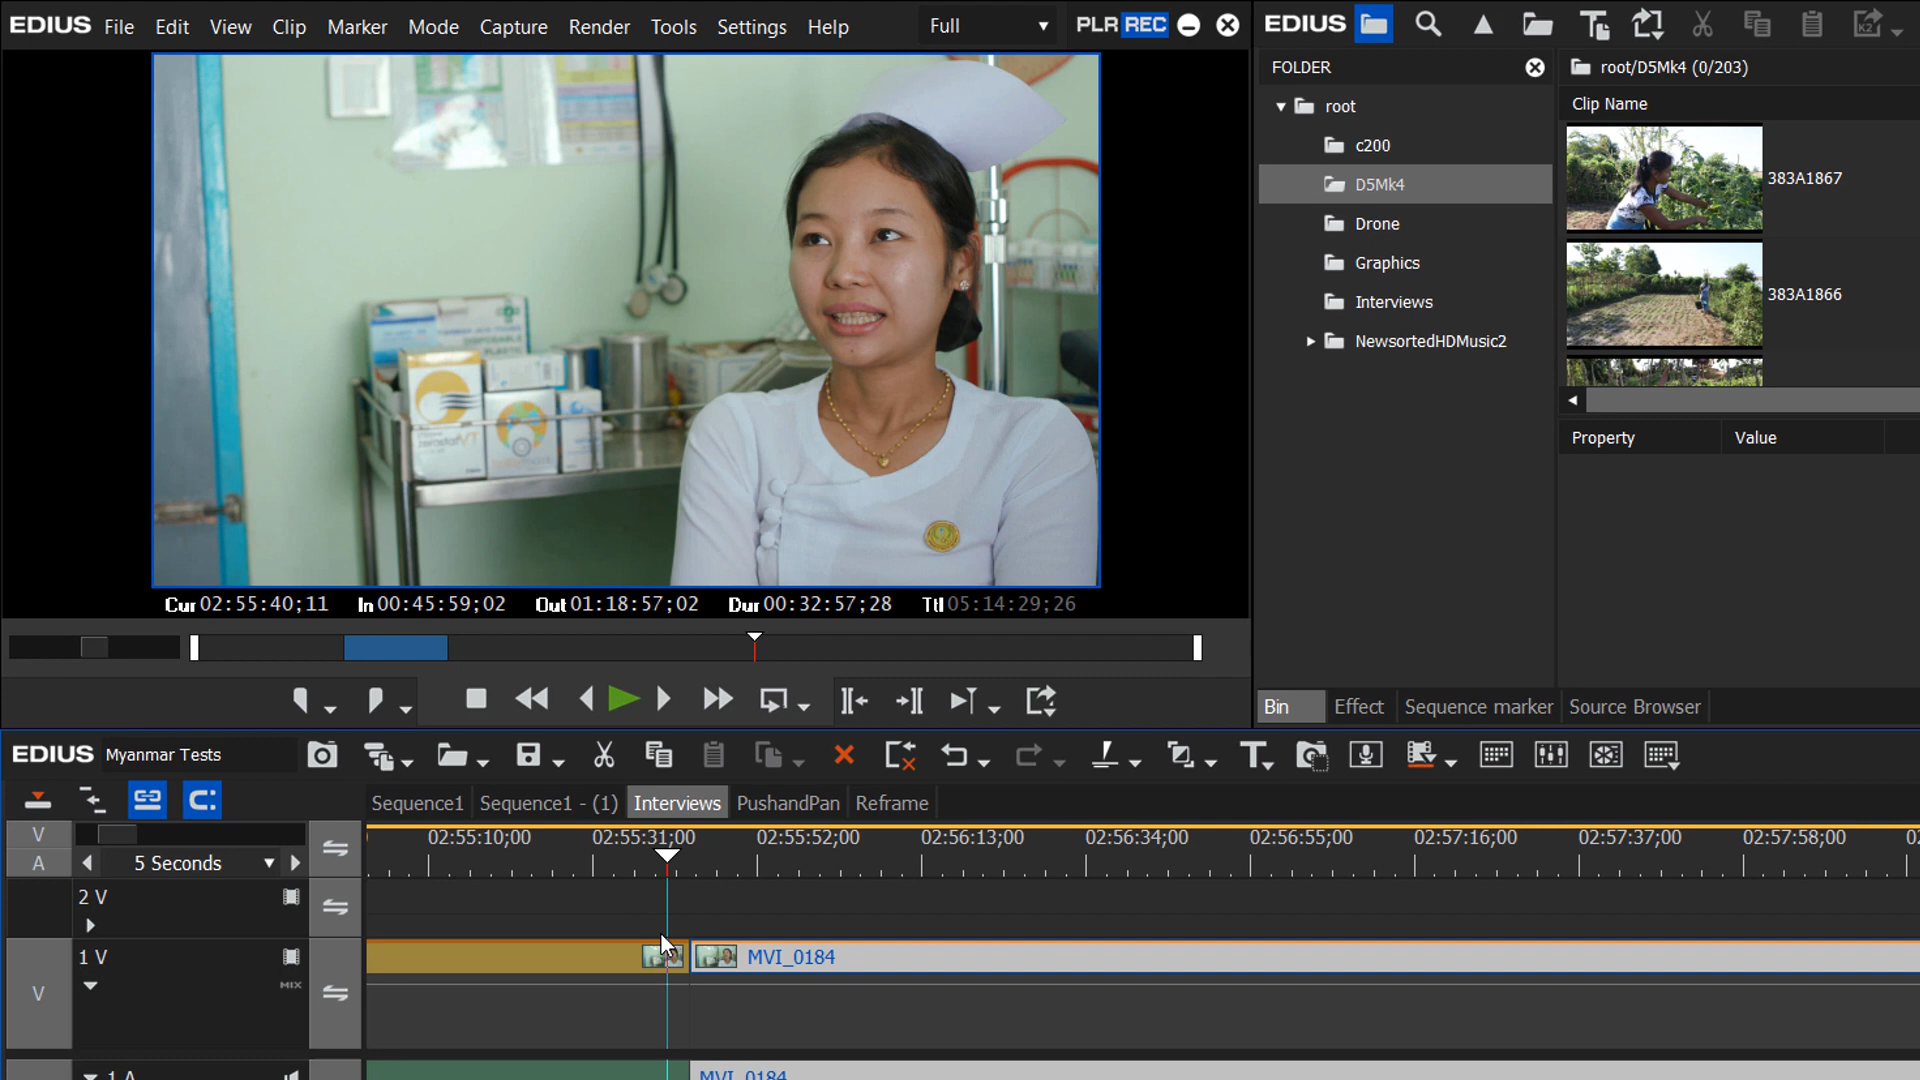 EDIUS File Edit View Clip Marker Mode Capture Render Tools Settings Help Full PLR REC
Cur 02:55:40;11 In 00:45:59;02 Out 01:18:57;02 Dur 00:32:57;28 Ttl 05:14:29;26
EDIUS
FOLDER
root
c200
D5Mk4
Drone
Graphics
Interviews
NewsortedHDMusic2
root/D5Mk4 (0/203)
Clip Name
383A1867
383A1866
Property Value
Bin Effect Sequence marker Source Browser
EDIUS Myanmar Tests
Sequence1 Sequence1 - (1) Interviews PushandPan Reframe
V
A 5 Seconds
02:55:10;00 02:55:31;00 02:55:52;00 02:56:13;00 02:56:34;00 02:56:55;00 02:57:16;00 02:57:37;00 02:57:58;00
2 V
1 V
MVI_0184
MIX
V
1 A
MVI_0184